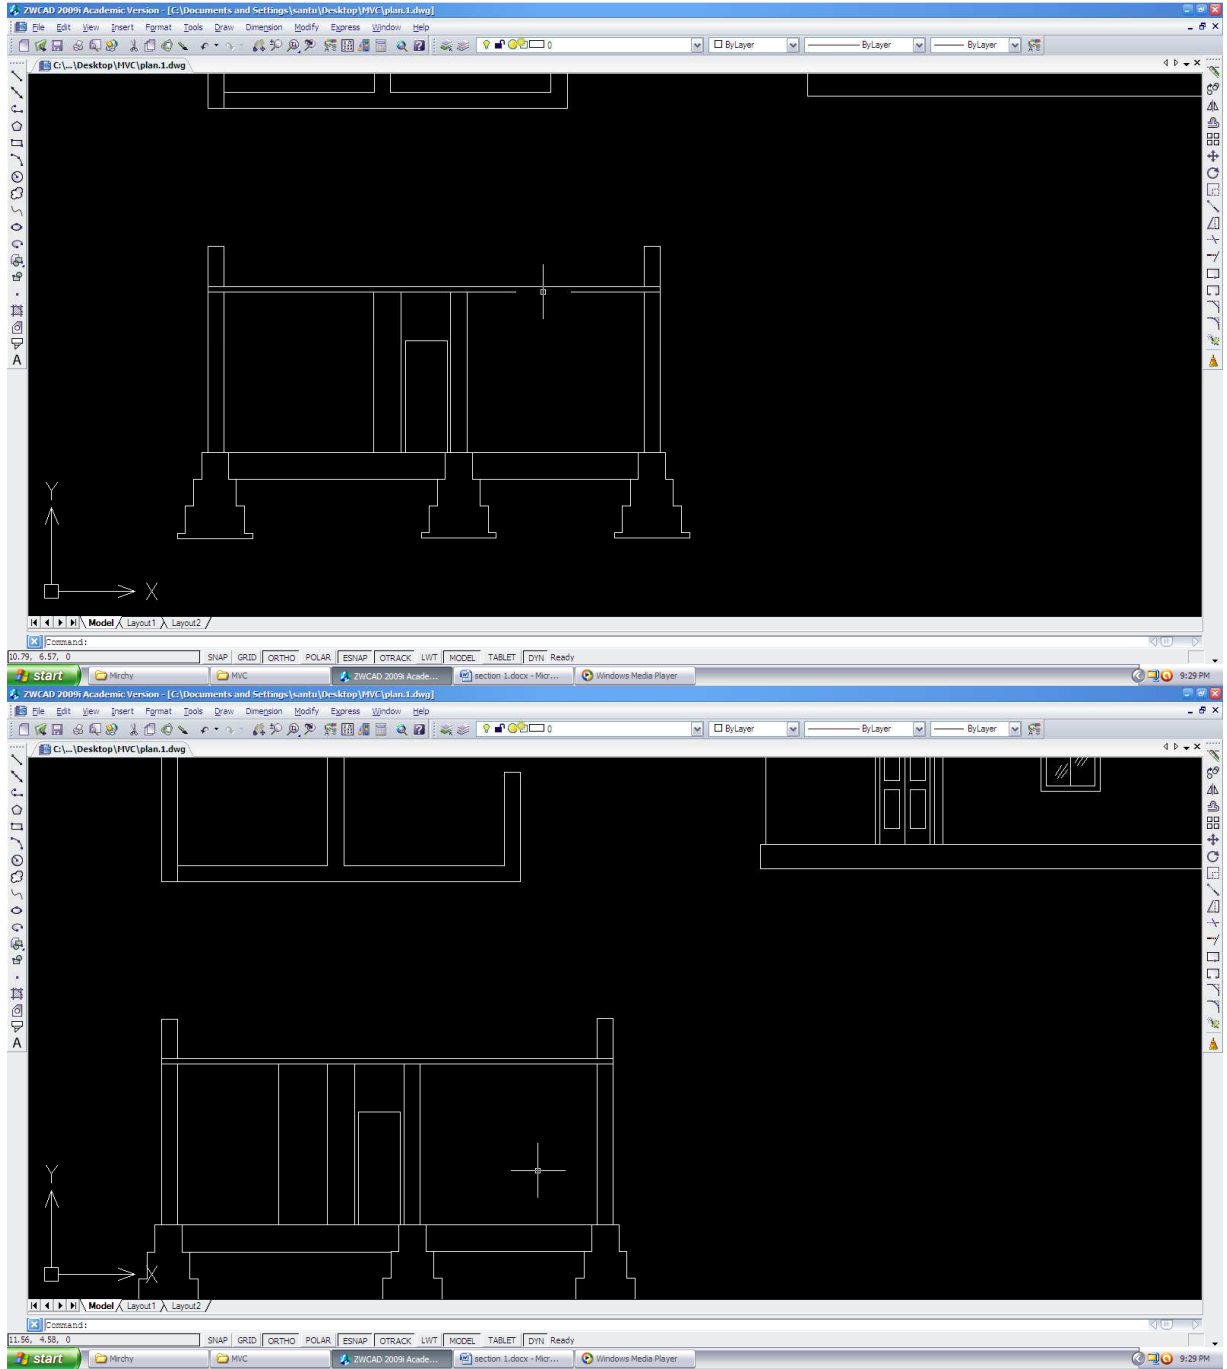 ZWCAD 2009i Academic Version - [C:\Documents and Settings\santu\Desktop\MVC\plan.1.dwg]
File Edit View Insert Format Tools Draw Dimension Modify Express Window Help
0 ByLayer ByLayer ByLayer
C:\...\Desktop\MVC\plan.1.dwg
A
Y
X
Model Layout1 Layout2
Command:
10.79, 6.57, 0 SNAP GRID ORTHO POLAR ESNAP OTRACK LWT MODEL TABLET DYN Ready
start Mirchy MVC ZWCAD 2009i Acade... section 1.docx - Micr... Windows Media Player 9:29 PM
ZWCAD 2009i Academic Version - [C:\Documents and Settings\santu\Desktop\MVC\plan.1.dwg]
File Edit View Insert Format Tools Draw Dimension Modify Express Window Help
0 ByLayer ByLayer ByLayer
C:\...\Desktop\MVC\plan.1.dwg
A
Y
X
Model Layout1 Layout2
Command:
11.56, 4.58, 0 SNAP GRID ORTHO POLAR ESNAP OTRACK LWT MODEL TABLET DYN Ready
start Mirchy MVC ZWCAD 2009i Acade... section 1.docx - Micr... Windows Media Player 9:29 PM